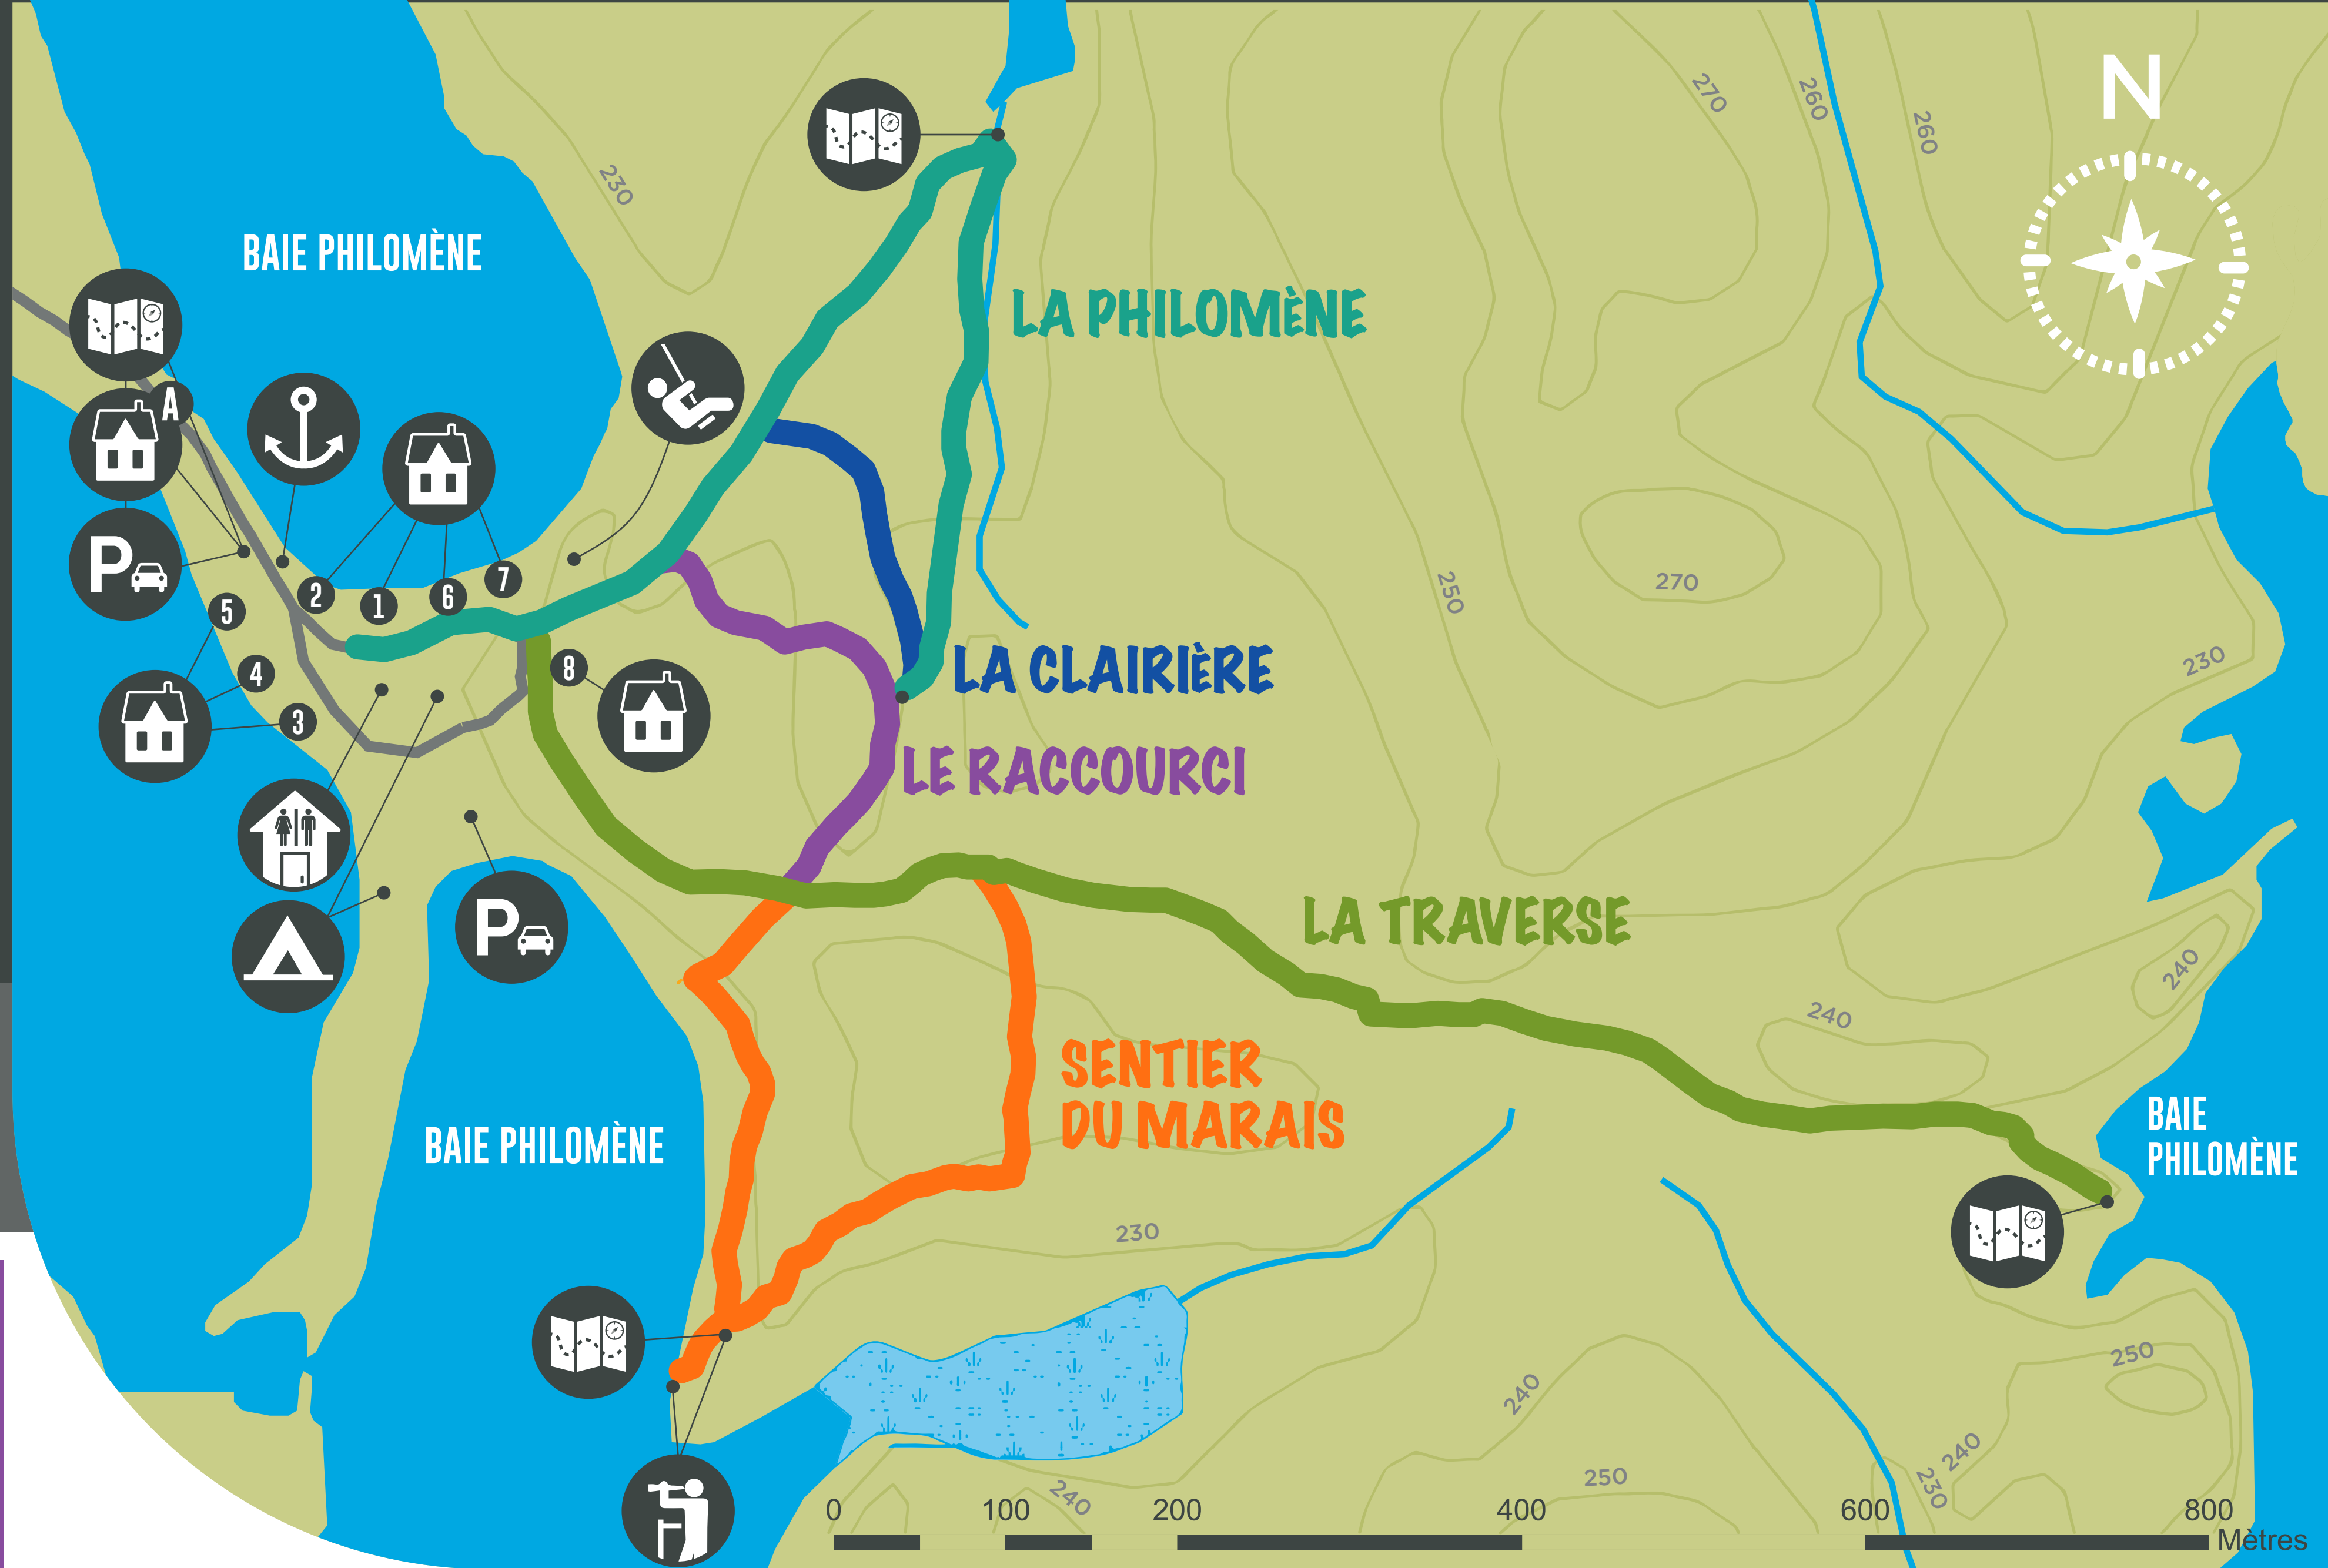 N
270
260
260
230
BAIE PHILOMÈNE
LA PHILOMÈNE
A
P
2
1
6
7
5
4
3
8
270
250
230
LA CLAIRIÈRE
LE RACCOURCI
P
LA TRAVERSE
240
240
SENTIER
DU MARAIS
BAIE PHILOMÈNE
BAIE
PHILOMÈNE
230
250
240
240
250
230
240
0 100 200 400 600 800
Mètres